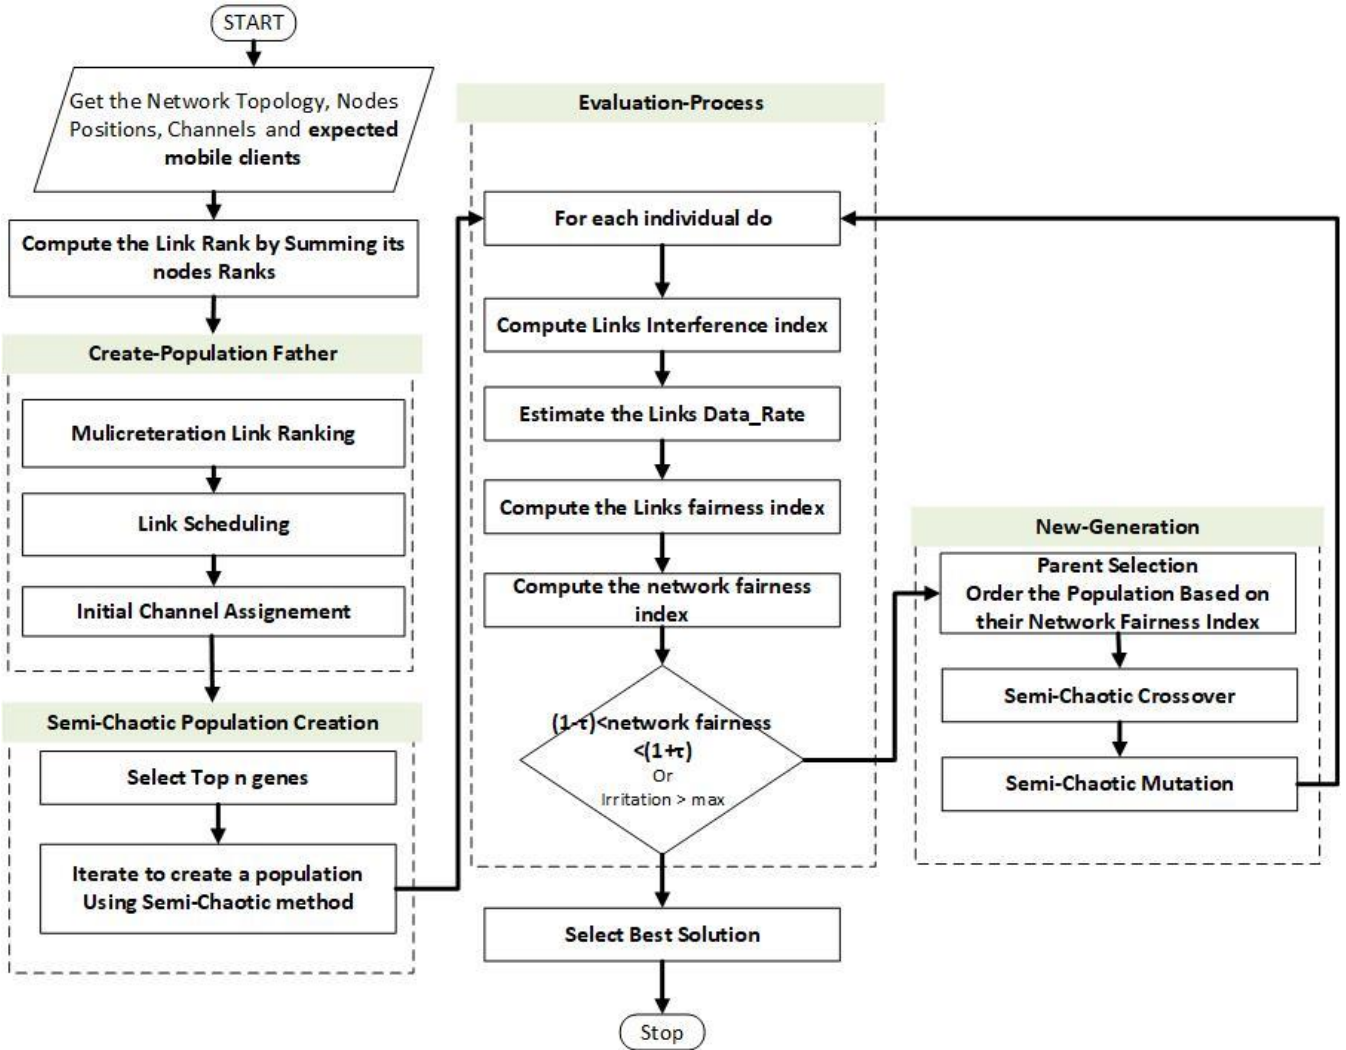 START
Get the Network Topology, Nodes
Positions, Channels and expected
mobile clients
Compute the Link Rank by Summing its
nodes Ranks
Create-Population Father
Mulicreteration Link Ranking
Link Scheduling
Initial Channel Assignement
Semi-Chaotic Population Creation
Select Top n genes
Iterate to create a population
Using Semi-Chaotic method
Evaluation-Process
For each individual do
Compute Links Interference index
Estimate the Links Data_Rate
Compute the Links fairness index
Compute the network fairness
index
(1-τ)<network fairness
<(1+τ)
Or
Irritation > max
Select Best Solution
Stop
New-Generation
Parent Selection
Order the Population Based on
their Network Fairness Index
Semi-Chaotic Crossover
Semi-Chaotic Mutation